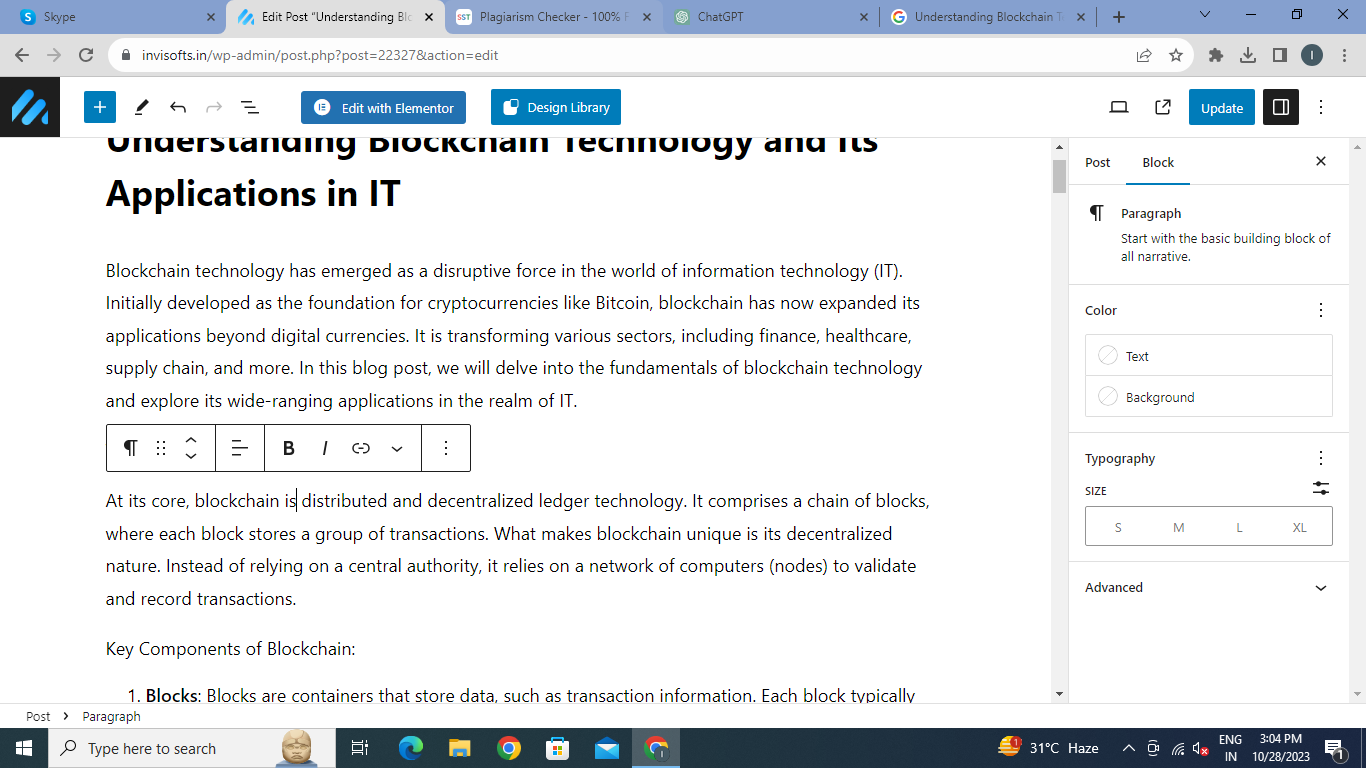 Skype
Edit Post “Understanding Blo
SST Plagiarism Checker - 100% F
ChatGPT
Understanding Blockchain T
invisofts.in/wp-admin/post.php?post=22327&action=edit
I
Edit with Elementor
Design Library
Update
Understanding Blockchain Technology and Its
Applications in IT
Blockchain technology has emerged as a disruptive force in the world of information technology (IT).
Initially developed as the foundation for cryptocurrencies like Bitcoin, blockchain has now expanded its
applications beyond digital currencies. It is transforming various sectors, including finance, healthcare,
supply chain, and more. In this blog post, we will delve into the fundamentals of blockchain technology
and explore its wide-ranging applications in the realm of IT.
B I
At its core, blockchain is distributed and decentralized ledger technology. It comprises a chain of blocks,
where each block stores a group of transactions. What makes blockchain unique is its decentralized
nature. Instead of relying on a central authority, it relies on a network of computers (nodes) to validate
and record transactions.
Key Components of Blockchain:
1. Blocks: Blocks are containers that store data, such as transaction information. Each block typically
Post Block
Paragraph
Start with the basic building block of
all narrative.
Color
Text
Background
Typography
SIZE
S M L XL
Advanced
Post > Paragraph
Type here to search
1
31°C Haze
ENG
IN
3:04 PM
10/28/2023
1